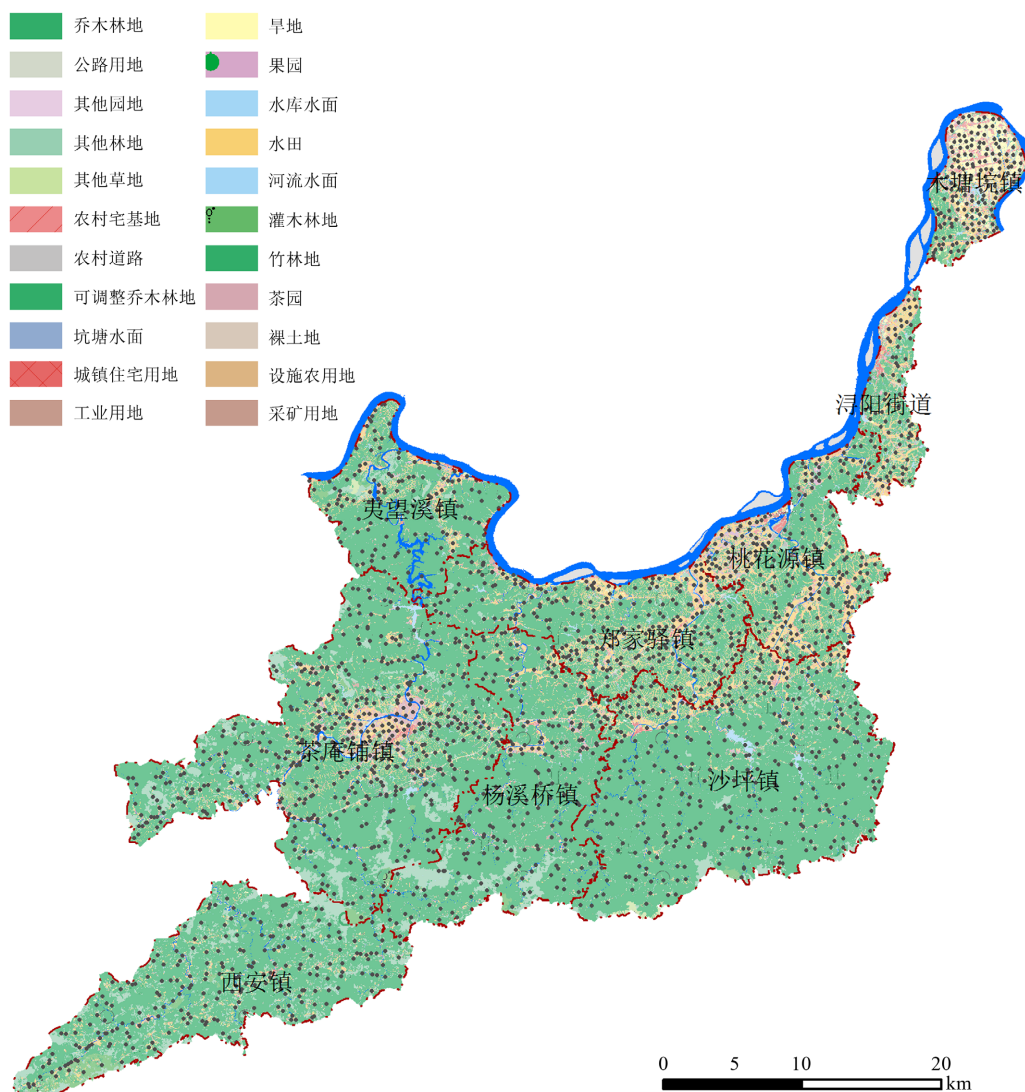 乔木林地
旱地
公路用地
果园
其他园地
水库水面
其他林地
水田
其他草地
河流水面
农村宅基地
灌木林地
农村道路
竹林地
可调整乔木林地
茶园
坑塘水面
裸土地
城镇住宅用地
设施农用地
工业用地
采矿用地
木塘垸镇
浔阳街道
夷望溪镇
桃花源镇
郑家驿镇
茶庵铺镇
杨溪桥镇
沙坪镇
西安镇
0 5 10 20
km